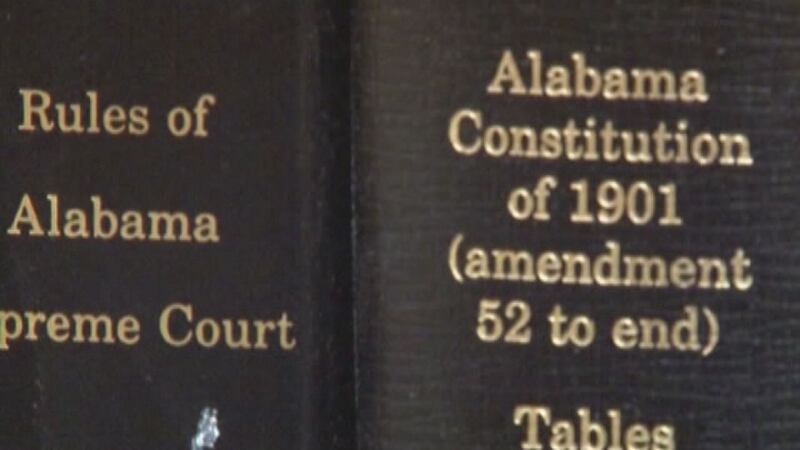 Rules of
Alabama
preme Court
Alabama
Constitution
of 1901
(amendment
52 to end)
Tables